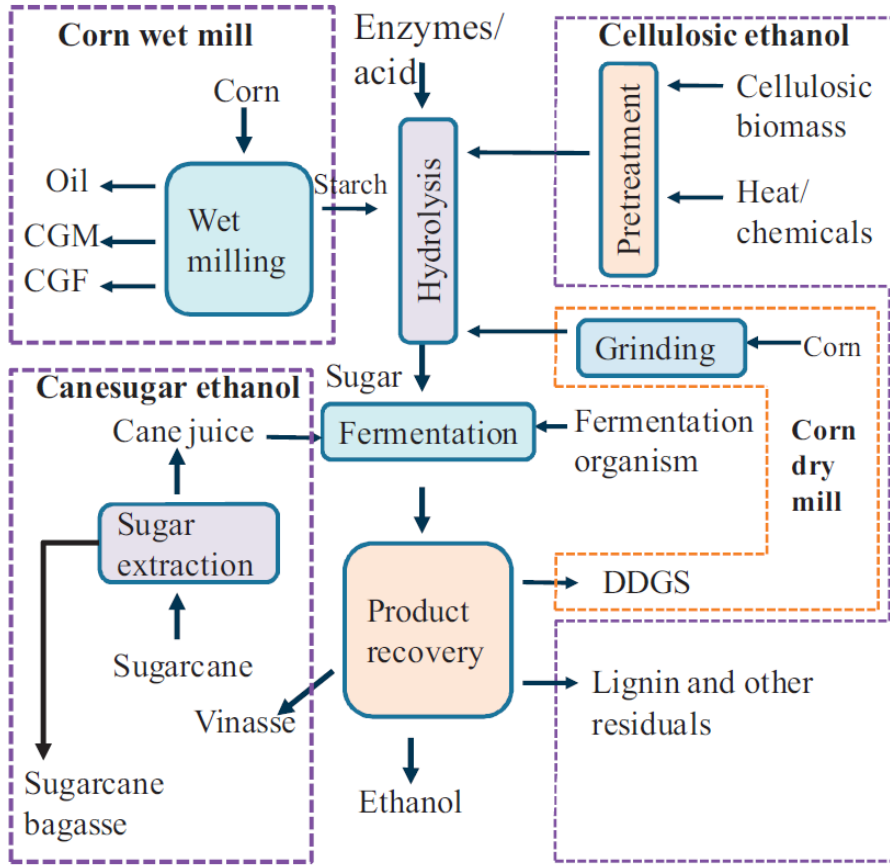 Corn wet mill
Corn
Oil
CGM
CGF
Wet
milling
Starch
Enzymes/
acid
Hydrolysis
Cellulosic ethanol
Pretreatment
Cellulosic
biomass
Heat/
chemicals
Grinding
Corn
Corn
dry
mill
Sugar
Canesugar ethanol
Cane juice
Fermentation
Fermentation
organism
Sugar
extraction
Sugarcane
Sugarcane
bagasse
Product
recovery
DDGS
Lignin and other
residuals
Vinasse
Ethanol